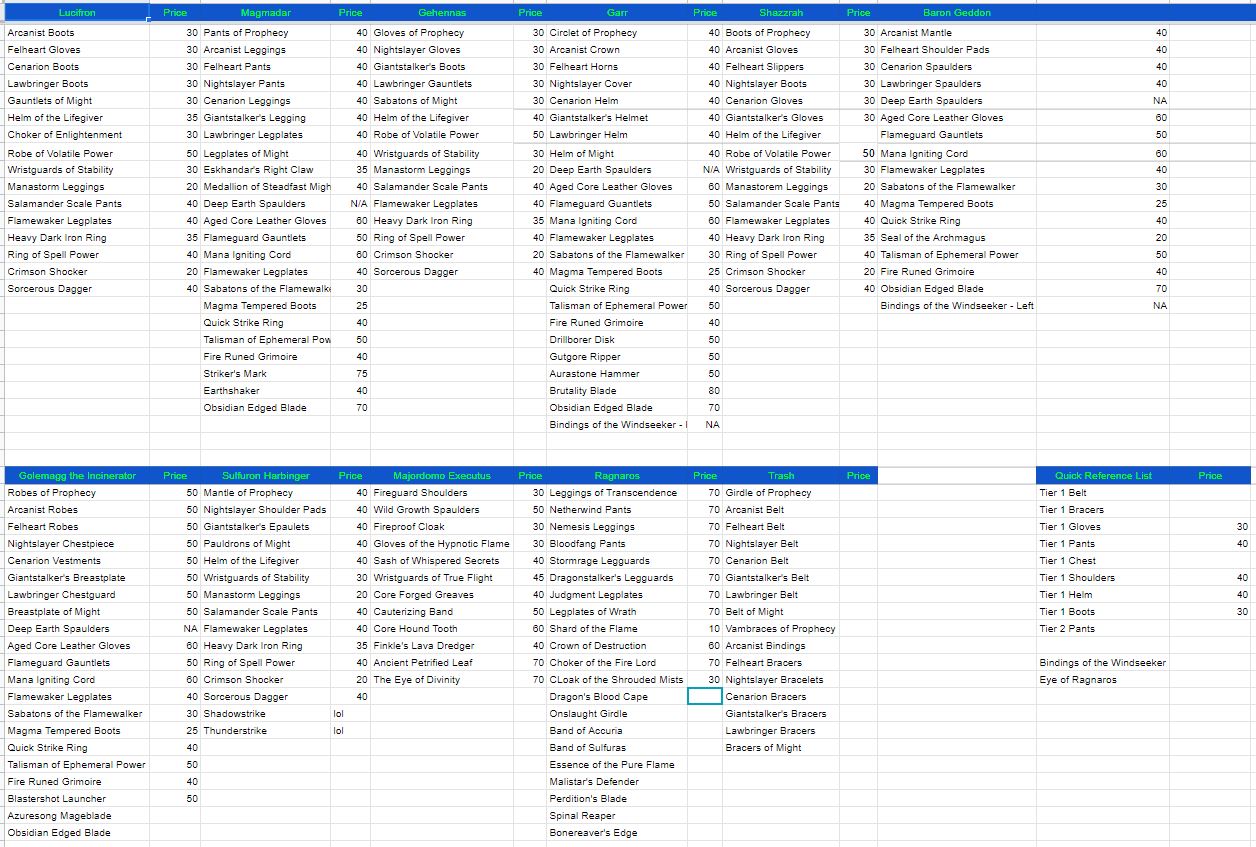 Lucifron Price Magmadar Price Gehennas Price Garr Price Shazzrah Price Baron Geddon
Arcanist Boots 30 Pants of Prophecy 40 Gloves of Prophecy 30 Circlet of Prophecy 40 Boots of Prophecy 30 Arcanist Mantle 40
Felheart Gloves 30 Arcanist Leggings 40 Nightslayer Gloves 30 Arcanist Crown 40 Arcanist Gloves 30 Felheart Shoulder Pads 40
Cenarion Boots 30 Felheart Pants 40 Giantstalker's Boots 30 Felheart Horns 40 Felheart Slippers 30 Cenarion Spaulders 40
Lawbringer Boots 30 Nightslayer Pants 40 Lawbringer Gauntlets 30 Nightslayer Cover 40 Nightslayer Boots 30 Lawbringer Spaulders 40
Gauntlets of Might 30 Cenarion Leggings 40 Sabatons of Might 30 Cenarion Helm 40 Cenarion Gloves 30 Deep Earth Spaulders NA
Helm of the Lifegiver 35 Giantstalker's Legging 40 Helm of the Lifegiver 40 Giantstalker's Helmet 40 Giantstalker's Gloves 30 Aged Core Leather Gloves 60
Choker of Enlightenment 30 Lawbringer Legplates 40 Robe of Volatile Power 50 Lawbringer Helm 40 Helm of the Lifegiver Flameguard Gauntlets 50
Robe of Volatile Power 50 Legplates of Might 40 Wristguards of Stability 30 Helm of Might 40 Robe of Volatile Power 50 Mana Igniting Cord 60
Wristguards of Stability 30 Eskhandar's Right Claw 35 Manastorm Leggings 20 Deep Earth Spaulders N/A Wristguards of Stability 30 Flamewaker Legplates 40
Manastorm Leggings 20 Medallion of Steadfast Migh 40 Salamander Scale Pants 40 Aged Core Leather Gloves 60 Manastorem Leggings 20 Sabatons of the Flamewalker 30
Salamander Scale Pants 40 Deep Earth Spaulders N/A Flamewaker Legplates 40 Flameguard Guantlets 50 Salamander Scale Pants 40 Magma Tempered Boots 25
Flamewaker Legplates 40 Aged Core Leather Gloves 60 Heavy Dark Iron Ring 35 Mana Igniting Cord 60 Flamewaker Legplates 40 Quick Strike Ring 40
Heavy Dark Iron Ring 35 Flameguard Gauntlets 50 Ring of Spell Power 40 Flamewaker Legplates 40 Heavy Dark Iron Ring 35 Seal of the Archmagus 20
Ring of Spell Power 40 Mana Igniting Cord 60 Crimson Shocker 20 Sabatons of the Flamewalker 30 Ring of Spell Power 40 Talisman of Ephemeral Power 50
Crimson Shocker 20 Flamewaker Legplates 40 Sorcerous Dagger 40 Magma Tempered Boots 25 Crimson Shocker 20 Fire Runed Grimoire 40
Sorcerous Dagger 40 Sabatons of the Flamewalke 30 Quick Strike Ring 40 Sorcerous Dagger 40 Obsidian Edged Blade 70
Magma Tempered Boots 25 Talisman of Ephemeral Power 50 Bindings of the Windseeker - Left NA
Quick Strike Ring 40 Fire Runed Grimoire 40
Talisman of Ephemeral Pow 50 Drillborer Disk 50
Fire Runed Grimoire 40 Gutgore Ripper 50
Striker's Mark 75 Aurastone Hammer 50
Earthshaker 40 Brutality Blade 80
Obsidian Edged Blade 70 Obsidian Edged Blade 70
Bindings of the Windseeker - NA
Golemagg the Incinerator Price Sulfuron Harbinger Price Majordomo Executus Price Ragnaros Price Trash Price Quick Reference List Price
Robes of Prophecy 50 Mantle of Prophecy 40 Fireguard Shoulders 30 Leggings of Transcendence 70 Girdle of Prophecy Tier 1 Belt
Arcanist Robes 50 Nightslayer Shoulder Pads 40 Wild Growth Spaulders 50 Netherwind Pants 70 Arcanist Belt Tier 1 Bracers
Felheart Robes 50 Giantstalker's Epaulets 40 Fireproof Cloak 30 Nemesis Leggings 70 Felheart Belt Tier 1 Gloves 30
Nightslayer Chestpiece 50 Pauldrons of Might 40 Gloves of the Hypnotic Flame 30 Bloodfang Pants 70 Nightslayer Belt Tier 1 Pants 40
Cenarion Vestments 50 Helm of the Lifegiver 40 Sash of Whispered Secrets 40 Stormrage Legguards 70 Cenarion Belt Tier 1 Chest
Giantstalker's Breastplate 50 Wristguards of Stability 30 Wristguards of True Flight 45 Dragonstalker's Legguards 70 Giantstalker's Belt Tier 1 Shoulders 40
Lawbringer Chestguard 50 Manastorm Leggings 20 Core Forged Greaves 40 Judgment Legplates 70 Lawbringer Belt Tier 1 Helm 40
Breastplate of Might 50 Salamander Scale Pants 40 Cauterizing Band 50 Legplates of Wrath 70 Belt of Might Tier 1 Boots 30
Deep Earth Spaulders NA Flamewaker Legplates 40 Core Hound Tooth 60 Shard of the Flame 10 Vambraces of Prophecy Tier 2 Pants
Aged Core Leather Gloves 60 Heavy Dark Iron Ring 35 Finkle's Lava Dredger 40 Crown of Destruction 60 Arcanist Bindings
Flameguard Gauntlets 50 Ring of Spell Power 40 Ancient Petrified Leaf 70 Choker of the Fire Lord 70 Felheart Bracers Bindings of the Windseeker
Mana Igniting Cord 60 Crimson Shocker 20 The Eye of Divinity 70 CLoak of the Shrouded Mists 30 Nightslayer Bracelets Eye of Ragnaros
Flamewaker Legplates 40 Sorcerous Dagger 40 Dragon's Blood Cape Cenarion Bracers
Sabatons of the Flamewalker 30 Shadowstrike lol Onslaught Girdle Giantstalker's Bracers
Magma Tempered Boots 25 Thunderstrike lol Band of Accuria Lawbringer Bracers
Quick Strike Ring 40 Band of Sulfuras Bracers of Might
Talisman of Ephemeral Power 50 Essence of the Pure Flame
Fire Runed Grimoire 40 Malistar's Defender
Blastershot Launcher 50 Perdition's Blade
Azuresong Mageblade Spinal Reaper
Obsidian Edged Blade Bonereaver's Edge